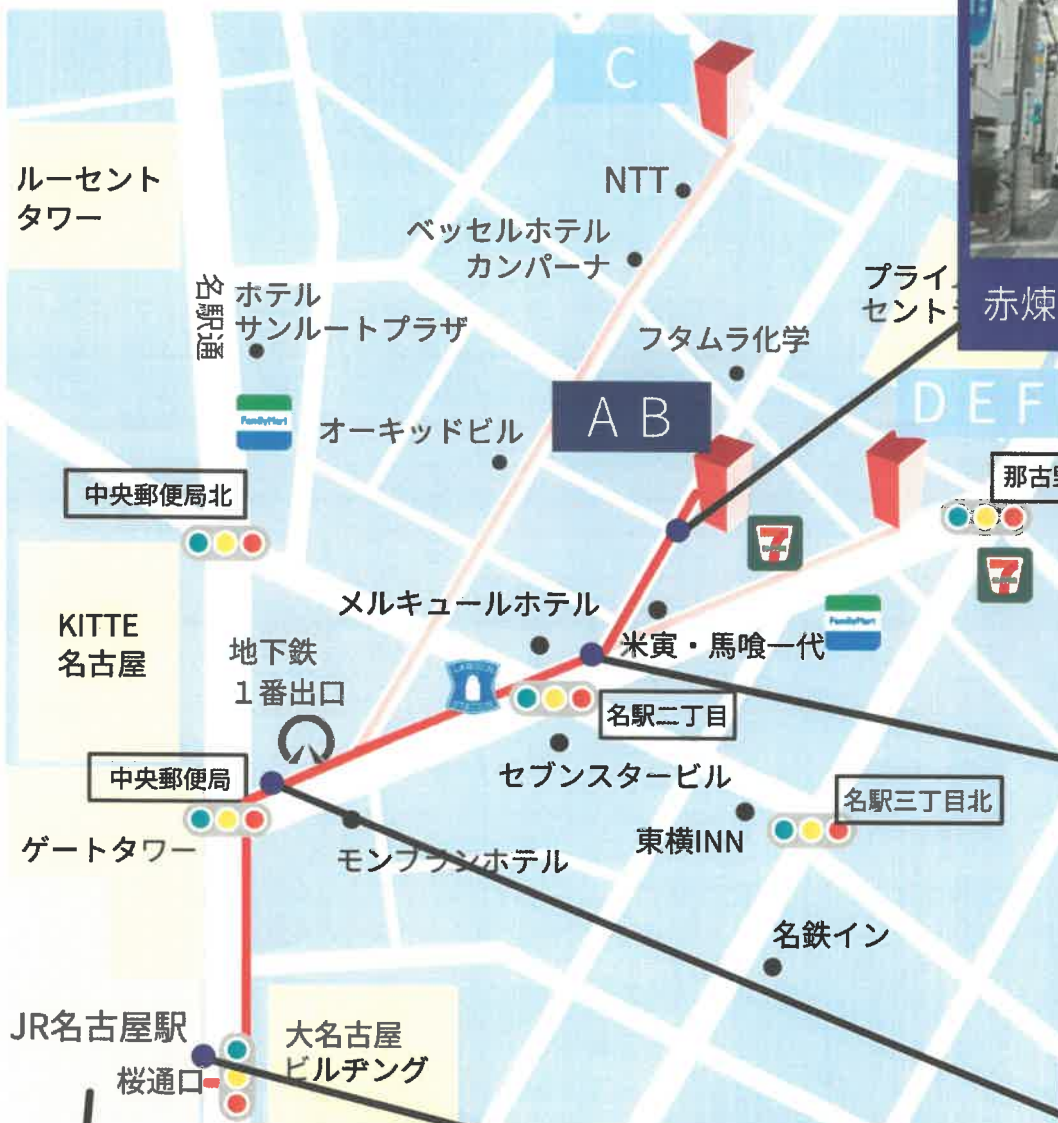 C
ルーセント
タワー
NTT
ベッセルホテル
カンパーナ
名駅通
ホテル
サンルートプラザ
プライ
セント
赤煉
フタムラ化学
FamilyMart
オーキッドビル
A B
D E F
中央郵便局北
那古野
7
7
KITTE
名古屋
メルキュールホテル
FamilyMart
地下鉄
1番出口
米寅・馬喰一代
名駅二丁目
中央郵便局
セブンスタービル
名駅三丁目北
ゲートタワー
モンブランホテル
東横INN
名鉄イン
JR名古屋駅
桜通口
大名古屋
ビルヂング